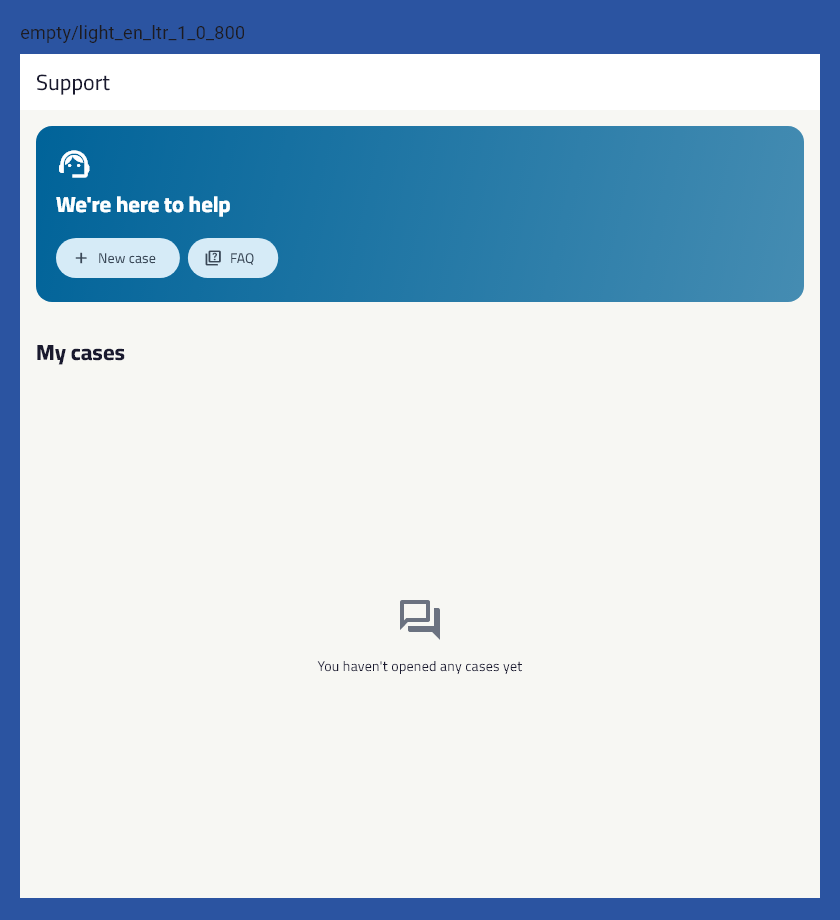 empty/light_en_ltr_1_0_800
Support
We're here to help
New case
FAQ
My cases
You haven't opened any cases yet